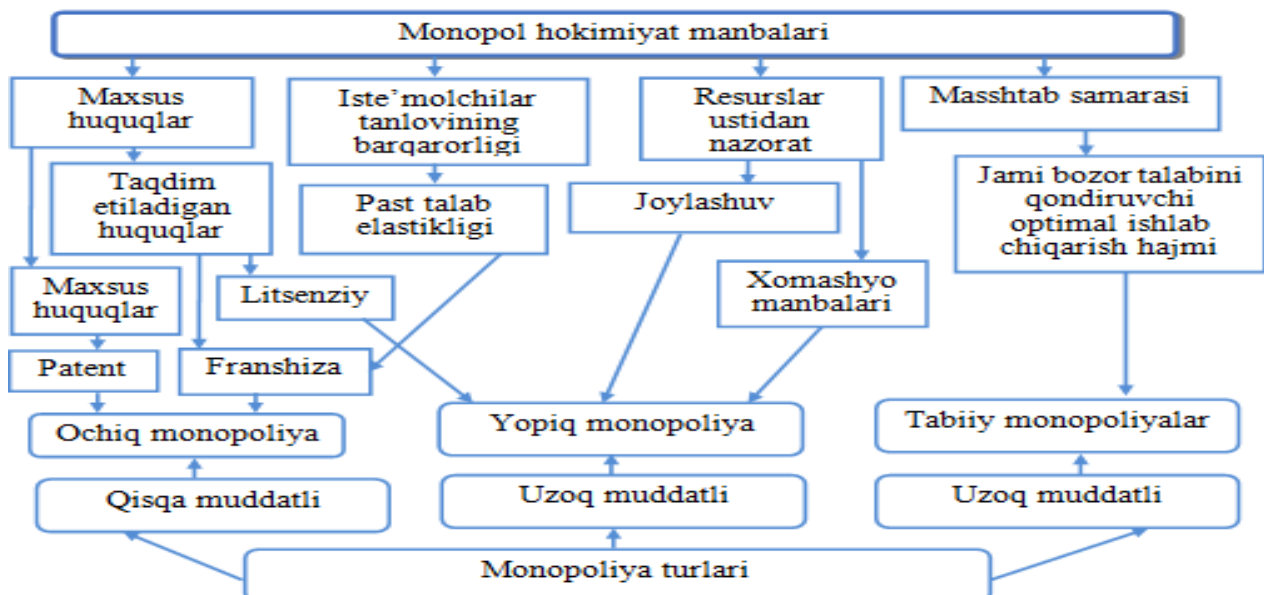 Monopol hokimiyat manbalari
Maxsus
huquqlar
Iste’molchilar
tanlovining
barqarorligi
Resurslar
ustidan
nazorat
Masshtab samarasi
Taqdim
etiladigan
huquqlar
Past talab
elastikligi
Joylashuv
Jami bozor talabini
qondiruvchi
optimal ishlab
chiqarish hajmi
Maxsus
huquqlar
Litsenziy
Xomashyo
manbalari
Patent
Franshiza
Ochiq monopoliya
Yopiq monopoliya
Tabiiy monopoliyalar
Qisqa muddatli
Uzoq muddatli
Uzoq muddatli
Monopoliya turlari